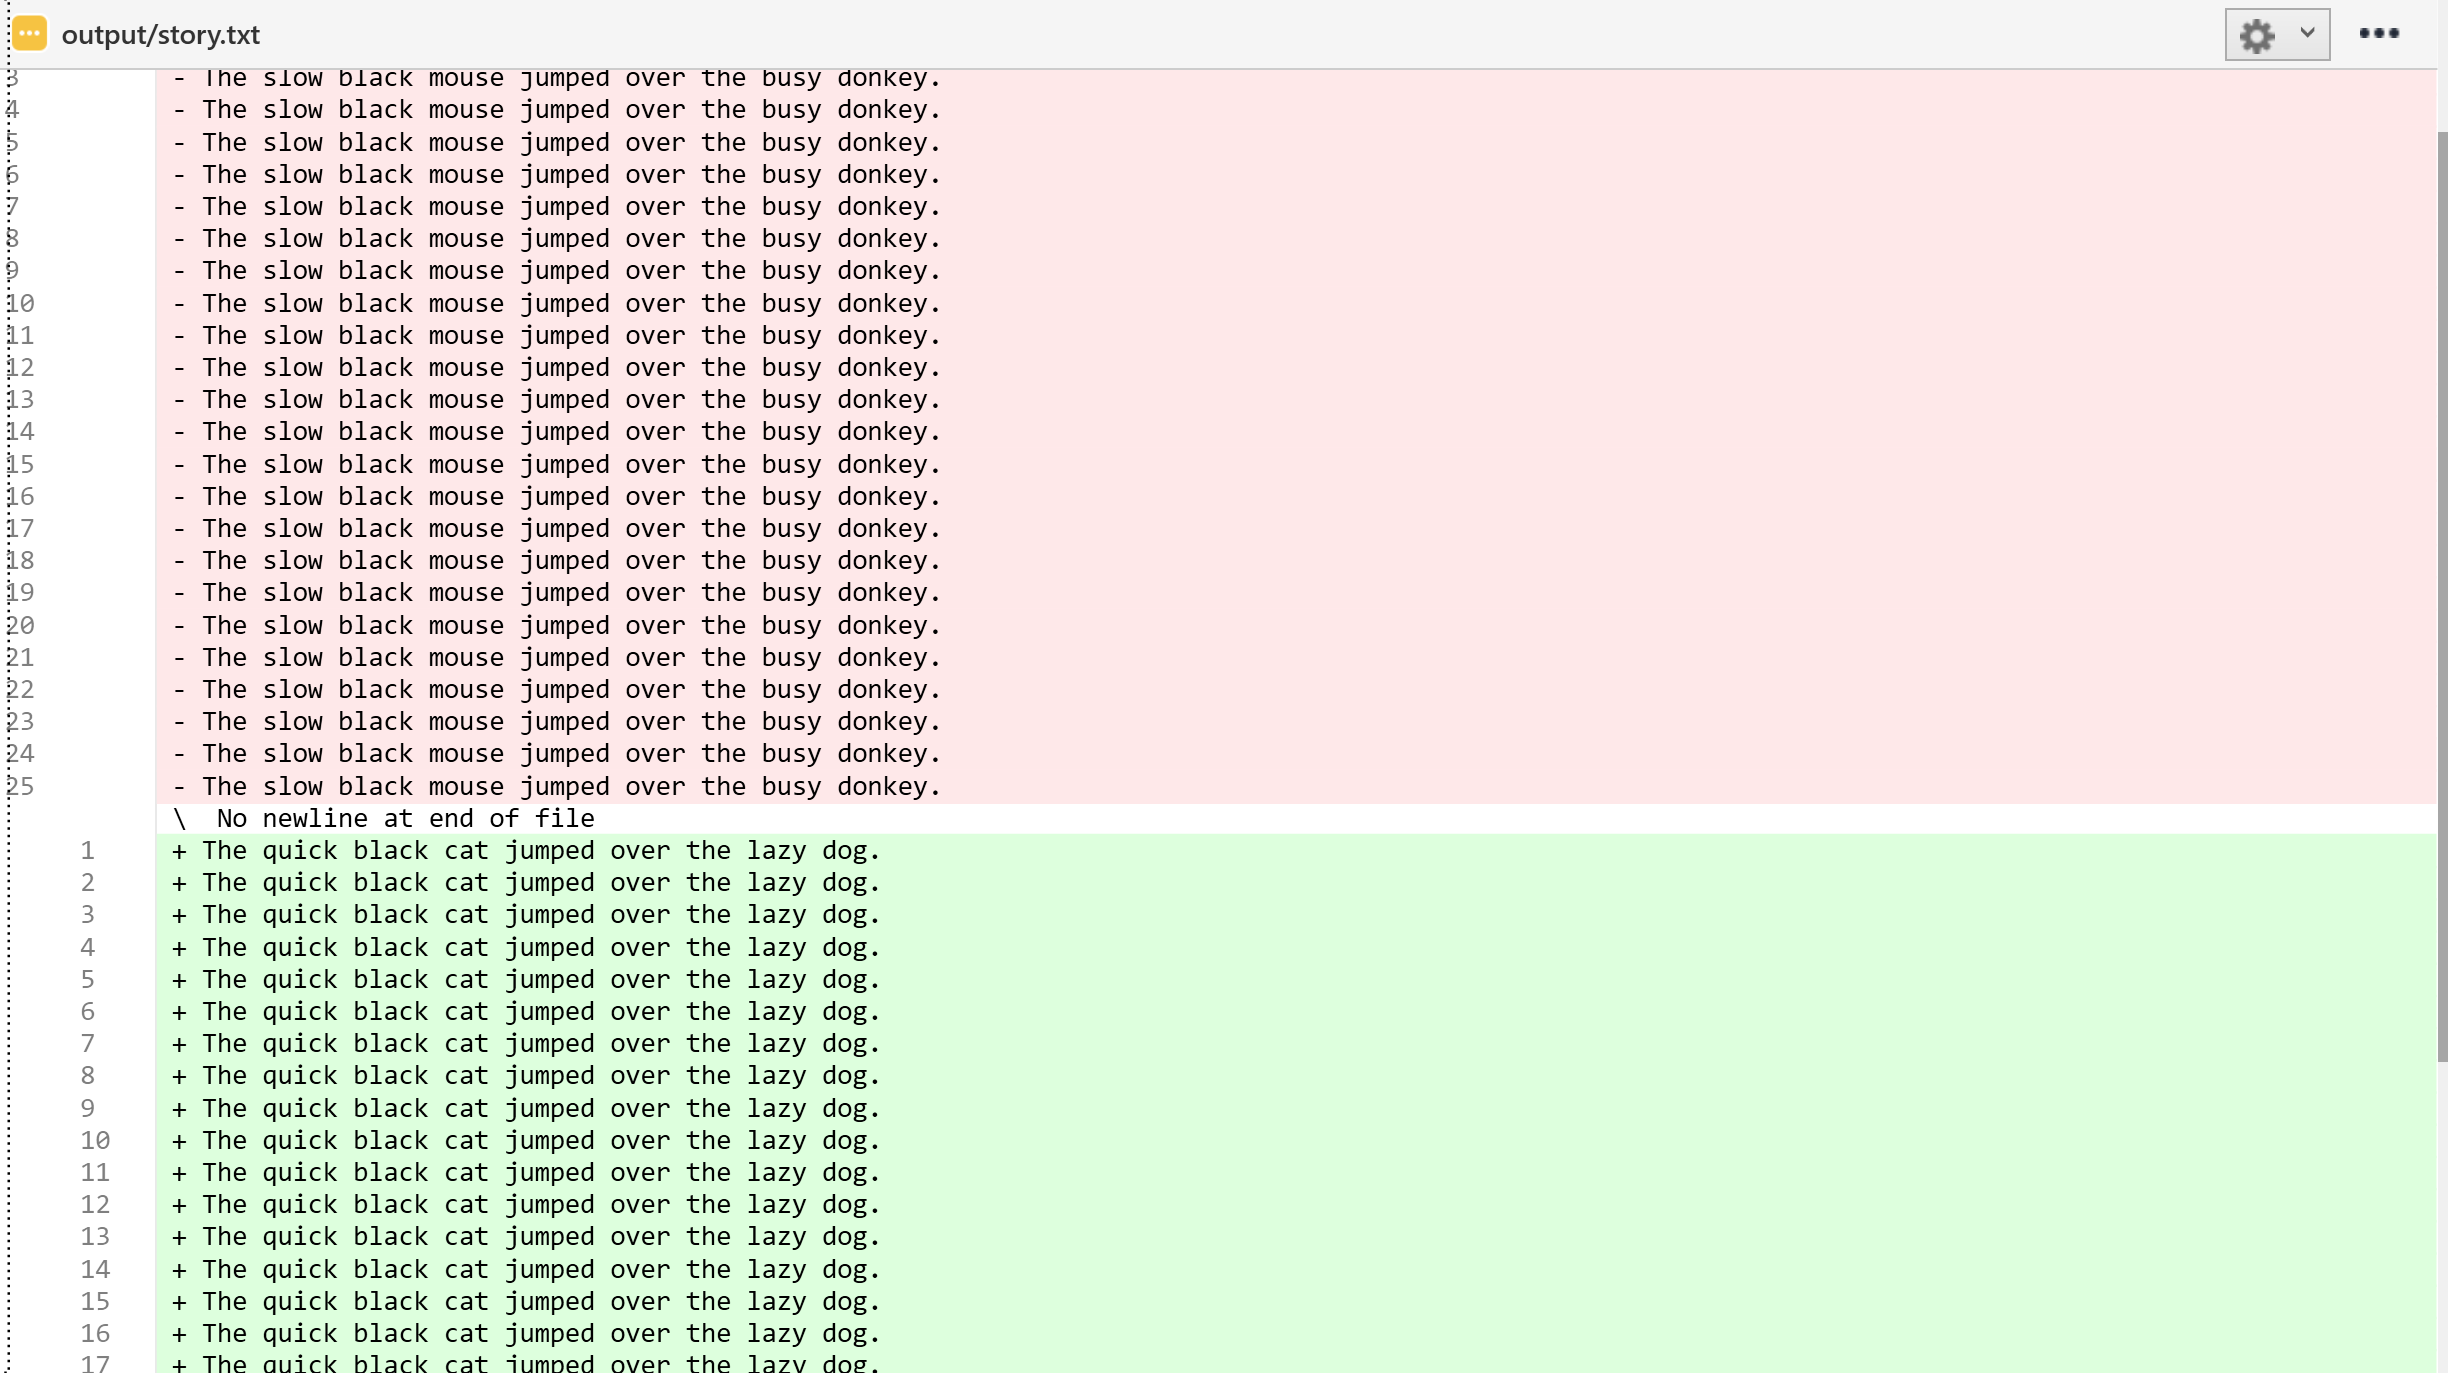 output/story.txt
3 - The slow black mouse jumped over the busy donkey.
4 - The slow black mouse jumped over the busy donkey.
5 - The slow black mouse jumped over the busy donkey.
6 - The slow black mouse jumped over the busy donkey.
7 - The slow black mouse jumped over the busy donkey.
8 - The slow black mouse jumped over the busy donkey.
9 - The slow black mouse jumped over the busy donkey.
10 - The slow black mouse jumped over the busy donkey.
11 - The slow black mouse jumped over the busy donkey.
12 - The slow black mouse jumped over the busy donkey.
13 - The slow black mouse jumped over the busy donkey.
14 - The slow black mouse jumped over the busy donkey.
15 - The slow black mouse jumped over the busy donkey.
16 - The slow black mouse jumped over the busy donkey.
17 - The slow black mouse jumped over the busy donkey.
18 - The slow black mouse jumped over the busy donkey.
19 - The slow black mouse jumped over the busy donkey.
20 - The slow black mouse jumped over the busy donkey.
21 - The slow black mouse jumped over the busy donkey.
22 - The slow black mouse jumped over the busy donkey.
23 - The slow black mouse jumped over the busy donkey.
24 - The slow black mouse jumped over the busy donkey.
25 - The slow black mouse jumped over the busy donkey.
\ No newline at end of file
1 + The quick black cat jumped over the lazy dog.
2 + The quick black cat jumped over the lazy dog.
3 + The quick black cat jumped over the lazy dog.
4 + The quick black cat jumped over the lazy dog.
5 + The quick black cat jumped over the lazy dog.
6 + The quick black cat jumped over the lazy dog.
7 + The quick black cat jumped over the lazy dog.
8 + The quick black cat jumped over the lazy dog.
9 + The quick black cat jumped over the lazy dog.
10 + The quick black cat jumped over the lazy dog.
11 + The quick black cat jumped over the lazy dog.
12 + The quick black cat jumped over the lazy dog.
13 + The quick black cat jumped over the lazy dog.
14 + The quick black cat jumped over the lazy dog.
15 + The quick black cat jumped over the lazy dog.
16 + The quick black cat jumped over the lazy dog.
17 + The quick black cat jumped over the lazy dog.